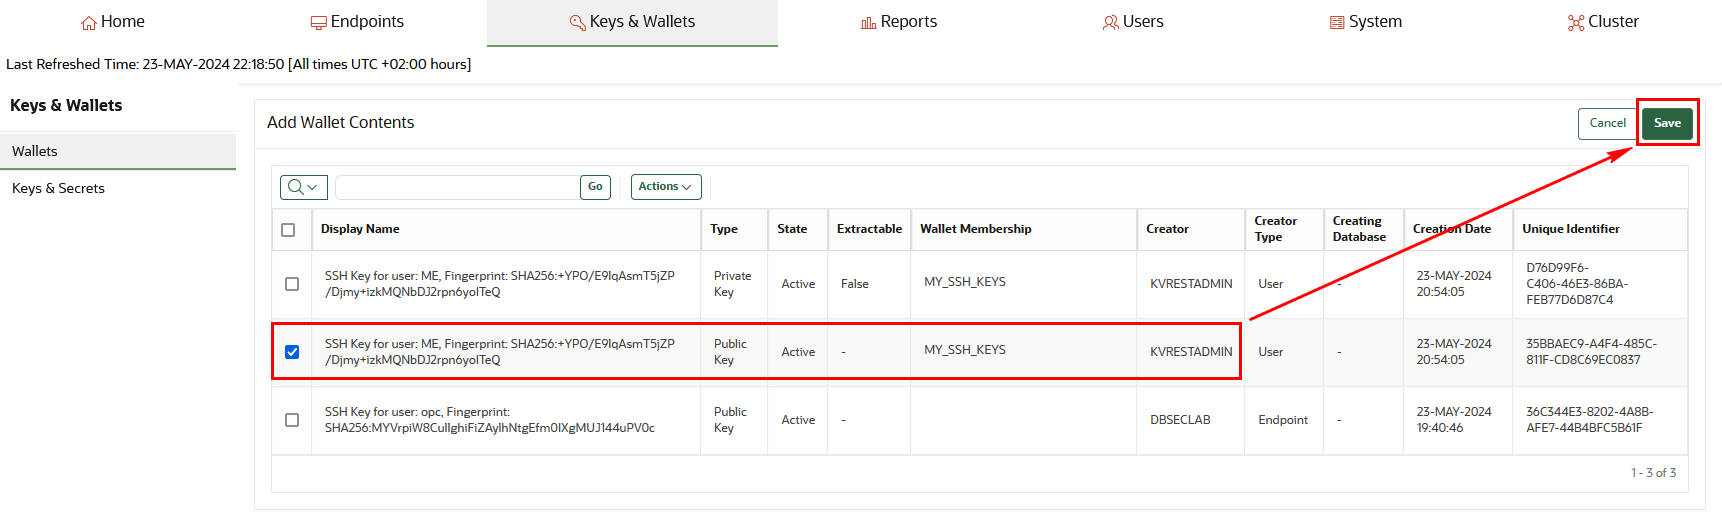 Home
Endpoints
Keys & Wallets
Reports
Users
System
Cluster
Last Refreshed Time: 23-MAY-2024 22:18:50 [All times UTC +02:00 hours]
Keys & Wallets
Wallets
Keys & Secrets
Add Wallet Contents
Cancel
Save
Go
Actions
Display Name
Type
State
Extractable
Wallet Membership
Creator
Creator
Type
Creating
Database
Creation Date
Unique Identifier
SSH Key for user: ME, Fingerprint: SHA256:+YPO/E9lqAsmT5jZP
/Djmy+izkMQNbDJ2rpn6yolTeQ
Private
Key
Active
False
MY_SSH_KEYS
KVRESTADMIN
User
-
23-MAY-2024
20:54:05
D76D99F6-
C406-46E3-86BA-
FEB77D6D87C4
SSH Key for user: ME, Fingerprint: SHA256:+YPO/E9lqAsmT5jZP
/Djmy+izkMQNbDJ2rpn6yolTeQ
Public
Key
Active
-
MY_SSH_KEYS
KVRESTADMIN
User
-
23-MAY-2024
20:54:05
35BBAEC9-A4F4-485C-
811F-CD8C69EC0837
SSH Key for user: opc, Fingerprint:
SHA256:MYVrpiW8CullghiFiZAylhNtgEfm0IXgMUJ144uPV0c
Public
Key
Active
-
DBSECLAB
Endpoint
-
23-MAY-2024
19:40:46
36C344E3-8202-4A8B-
AFE7-44B4BFC5B61F
1 - 3 of 3